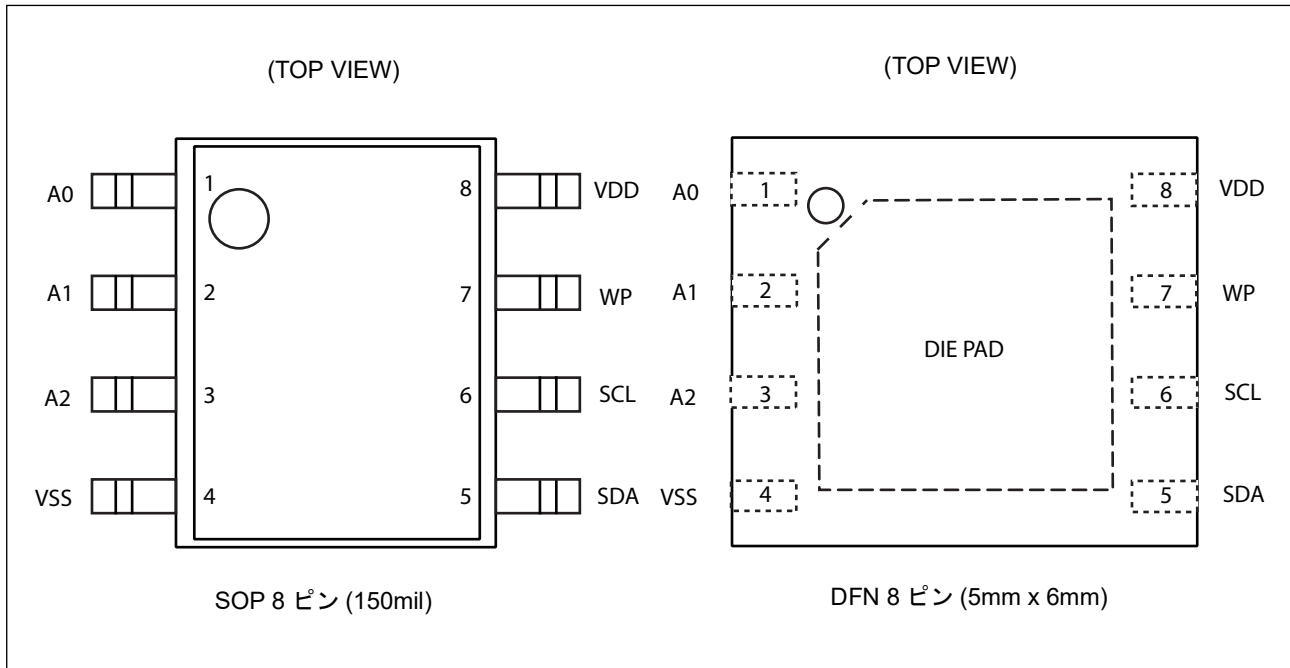 (TOP VIEW)
A0 1 8 VDD
A1 2 7 WP
A2 3 6 SCL
VSS 4 5 SDA
SOP 8 ピン (150mil)
(TOP VIEW)
A0 1 8 VDD
A1 2 7 WP
DIE PAD
A2 3 6 SCL
VSS 4 5 SDA
DFN 8 ピン (5mm x 6mm)